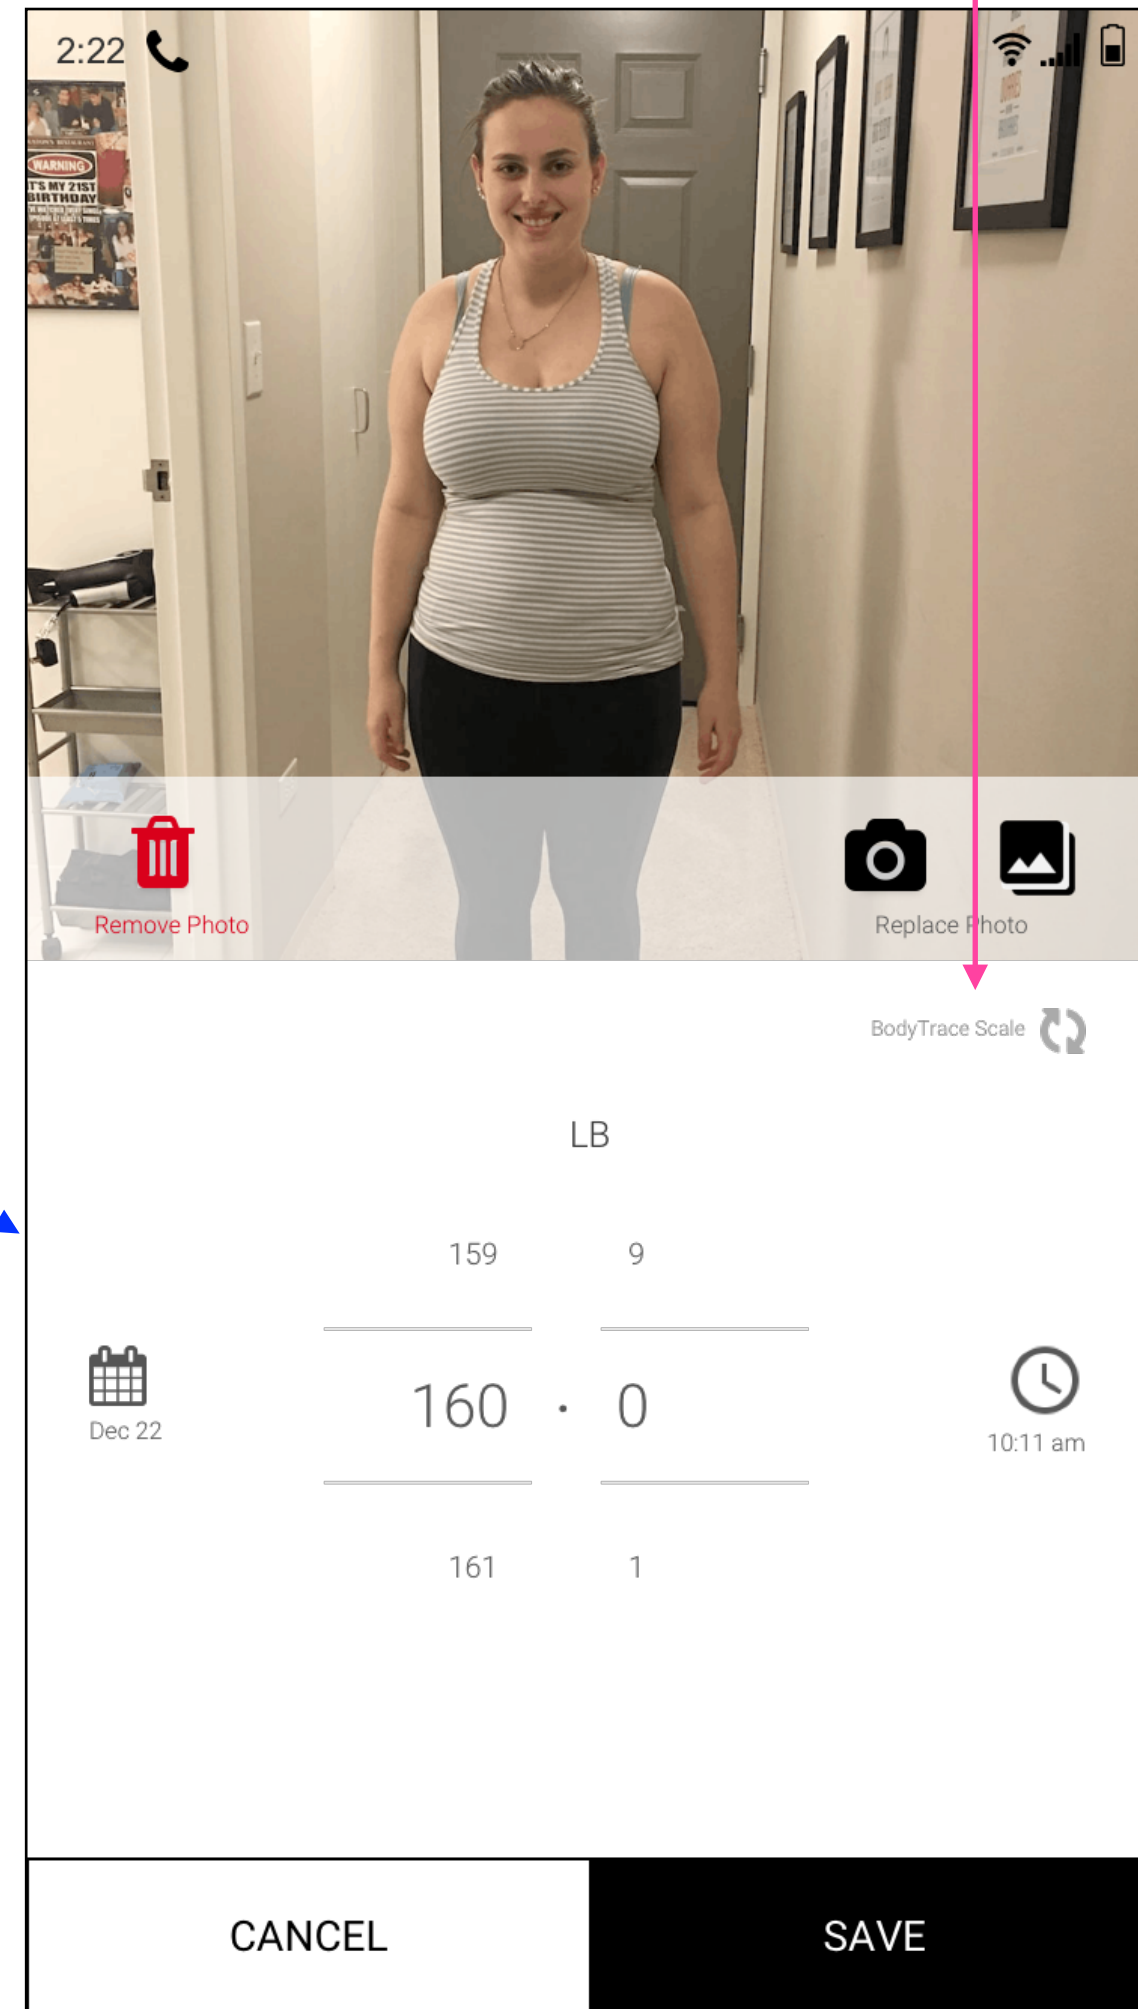 2:22
WARNING
IT'S MY 21ST
BIRTHDAY
Remove Photo
Replace Photo
BodyTrace Scale
LB
159 9
160 . 0
Dec 22
10:11 am
161 1
CANCEL
SAVE